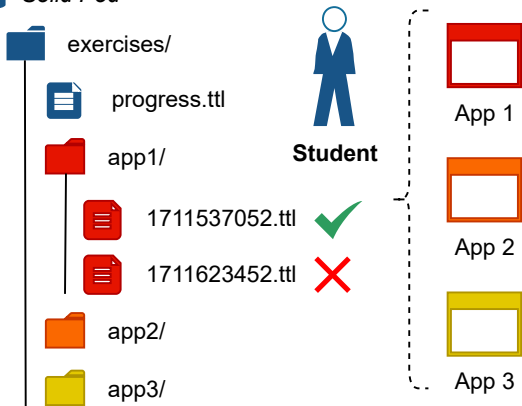 exercises/
progress.ttl
app1/
1711537052.ttl
1711623452.ttl
app2/
app3/
Student
App 1
App 2
App 3